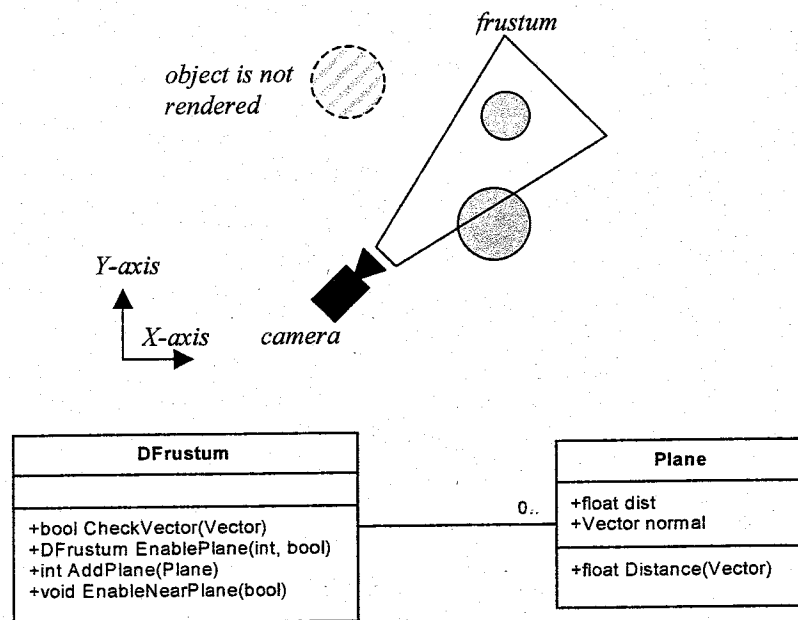 frustum
object is not
rendered
Y-axis
X-axis
camera
DFrustum
+bool CheckVector(Vector)
+DFrustum EnablePlane(int, bool)
+int AddPlane(Plane)
+void EnableNearPlane(bool)
0..
Plane
+float dist
+Vector normal
+float Distance(Vector)